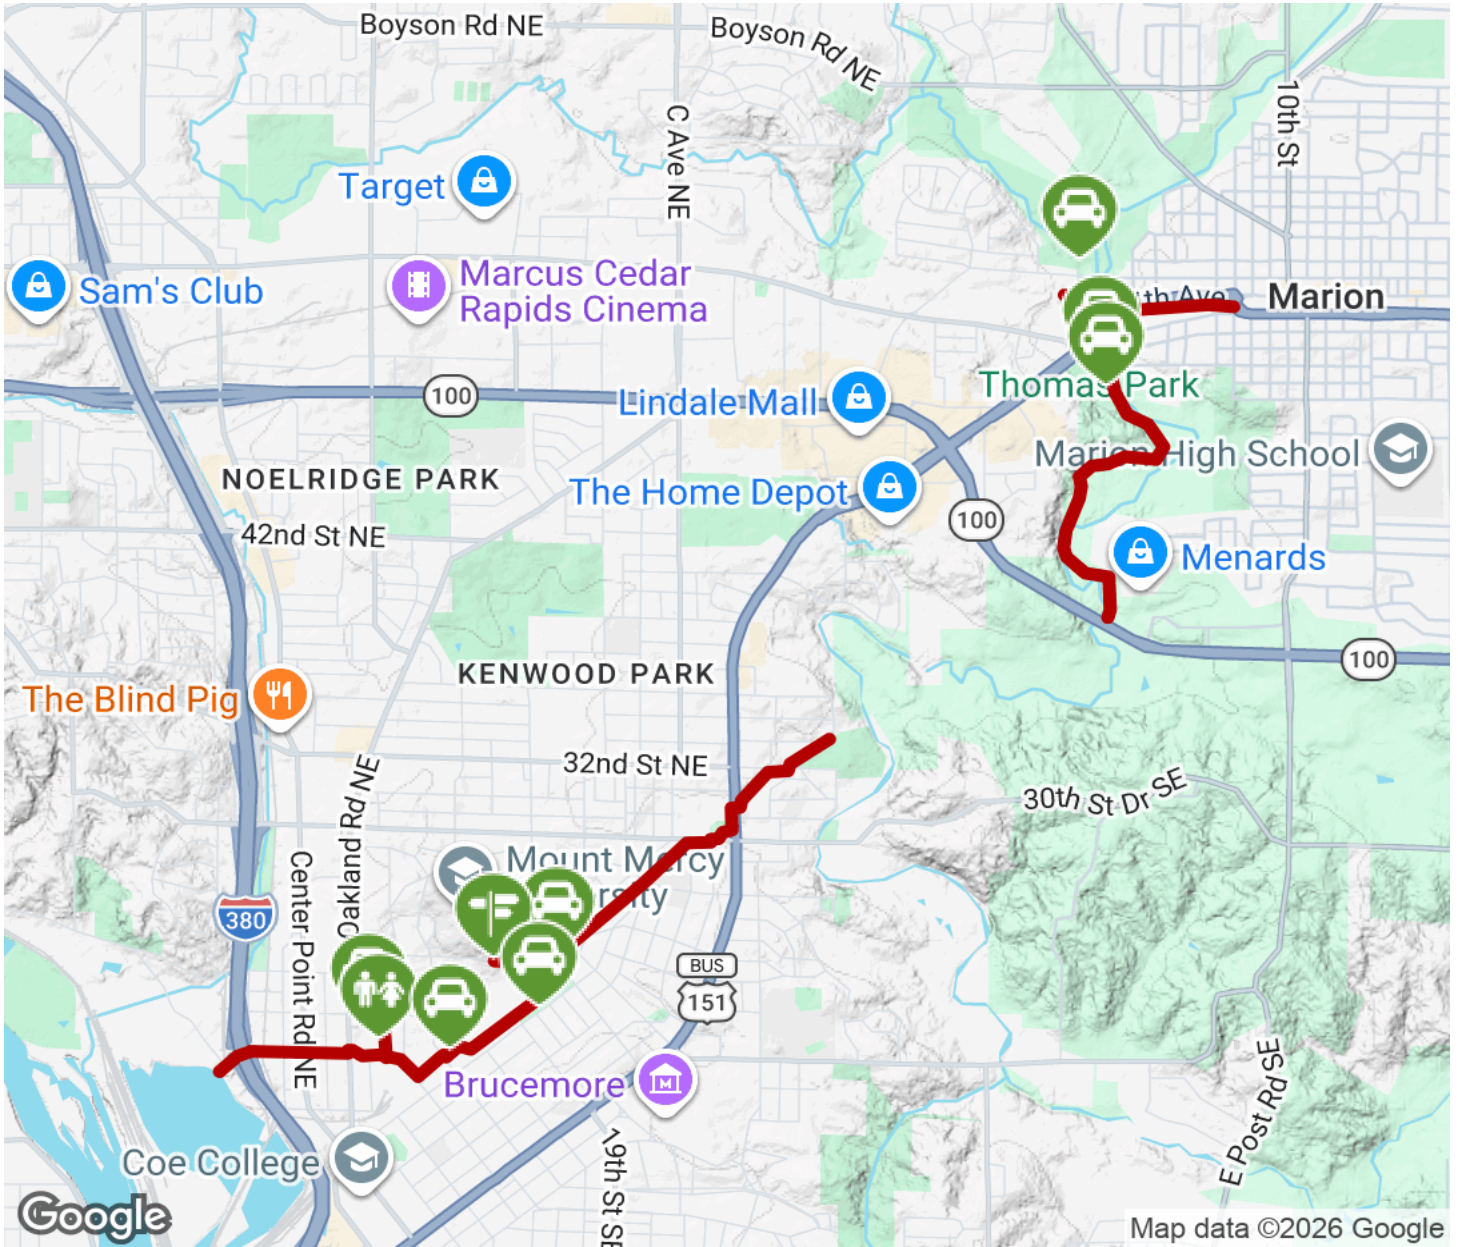 Boyson Rd NE
Boyson Rd NE
10th St
C Ave NE
Target
Marcus Cedar
Rapids Cinema
Sam's Club
Marion
100
Lindale Mall
Thomas Park
Marion High School
NOELRIDGE PARK
The Home Depot
100
42nd St NE
Menards
KENWOOD PARK
100
The Blind Pig
32nd St NE
Oakland Rd NE
30th St Dr SE
Center Point Rd NE
Mount Mercy
380
BUS
151
Brucemore
E Post Rd SE
19th St SE
Coe College
Google
Map data ©2026 Google